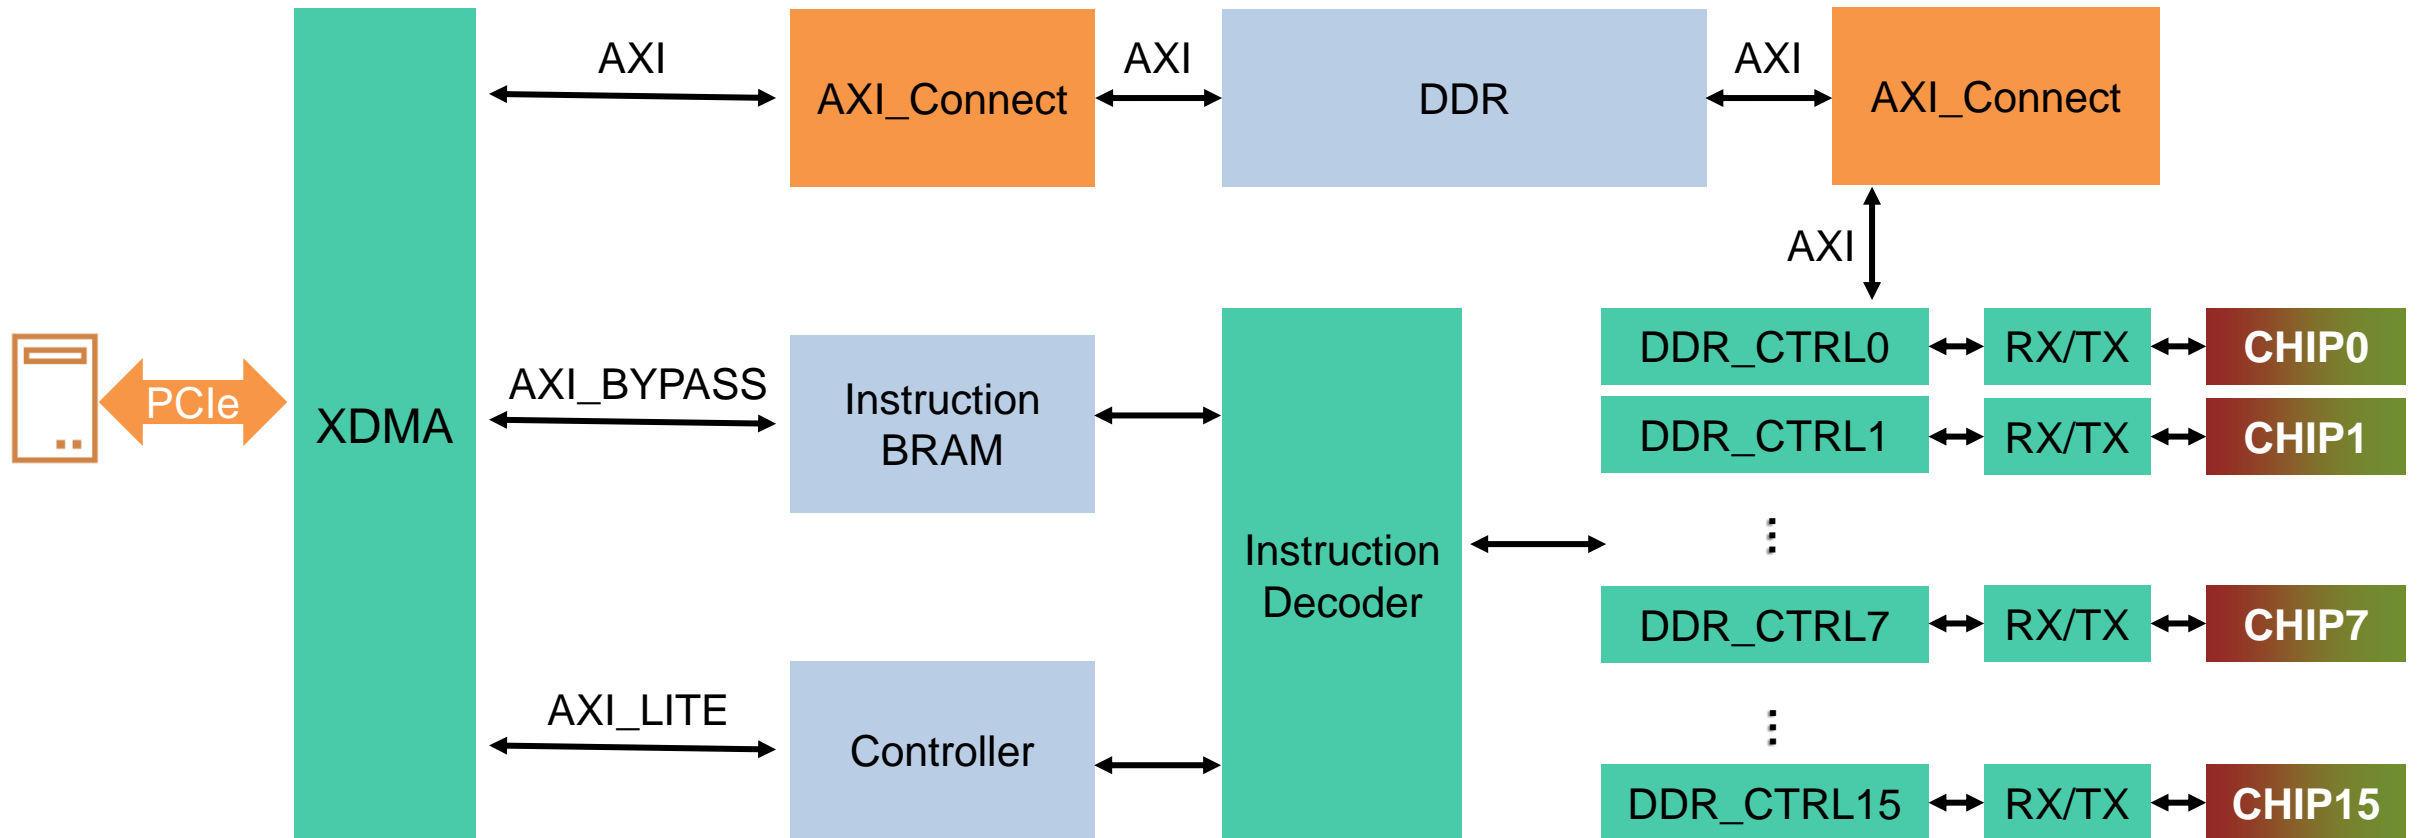 AXI
AXI_Connect
AXI
DDR
AXI
AXI_Connect
AXI
PCIe
XDMA
AXI_BYPASS
Instruction
BRAM
AXI_LITE
Controller
Instruction
Decoder
DDR_CTRL0
RX/TX
CHIP0
DDR_CTRL1
RX/TX
CHIP1
⋮
DDR_CTRL7
RX/TX
CHIP7
⋮
DDR_CTRL15
RX/TX
CHIP15